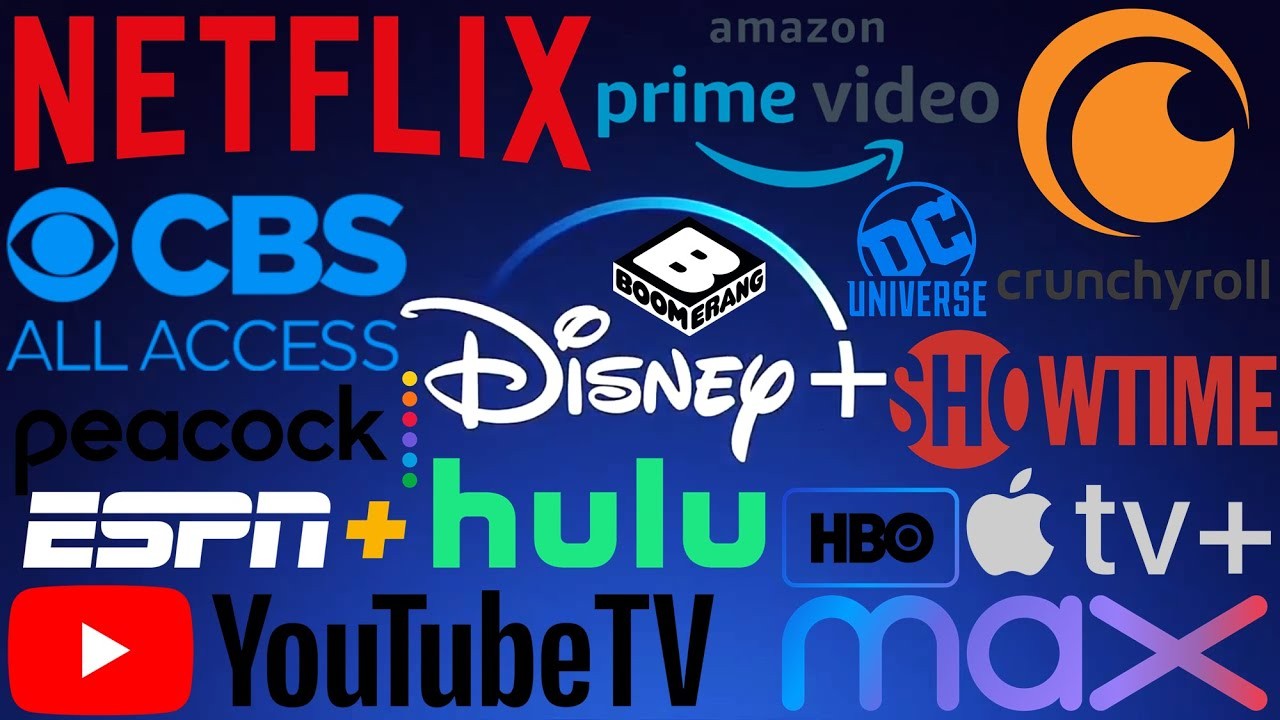 NETFLIX
amazon
prime video
CBS
ALL ACCESS
B
BOOMERANG
DC
UNIVERSE
crunchyroll
Disney+
SHOWTIME
peacock
ESPN+
hulu
HBO
tv+
YouTubeTV
max